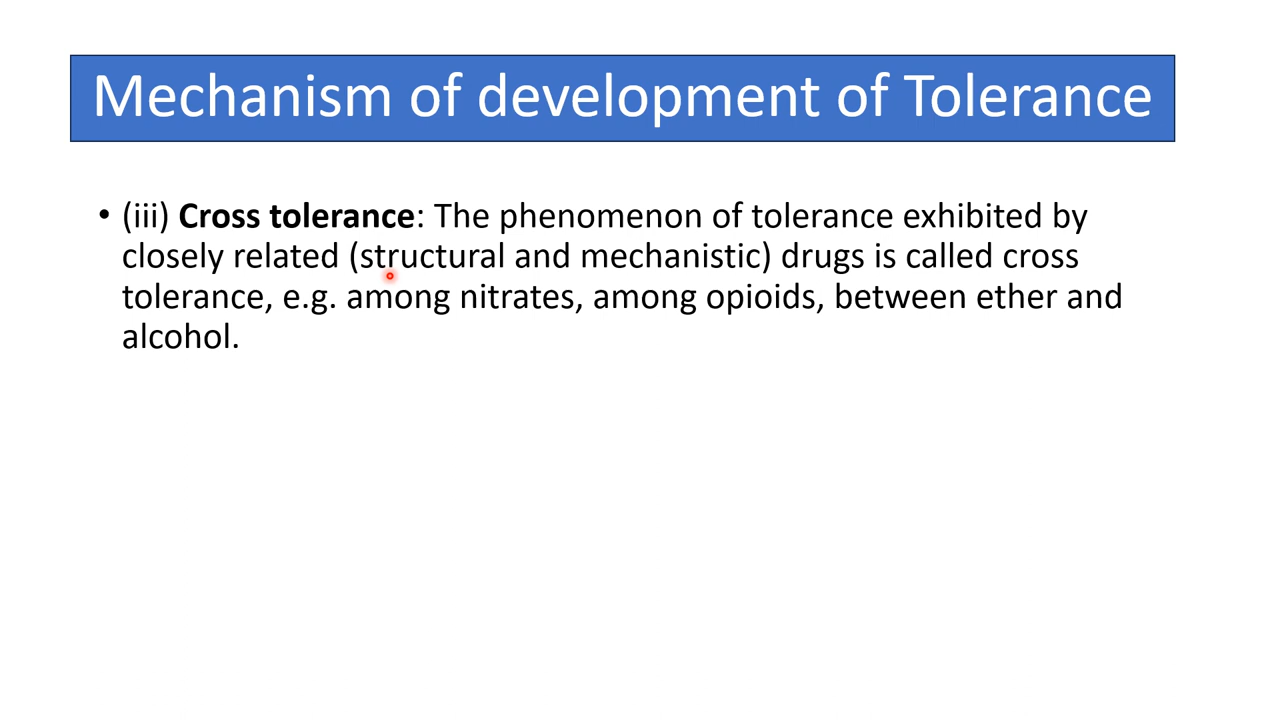 Mechanism of development of Tolerance
• (iii) Cross tolerance: The phenomenon of tolerance exhibited by
closely related (structural and mechanistic) drugs is called cross
tolerance, e.g. among nitrates, among opioids, between ether and
alcohol.